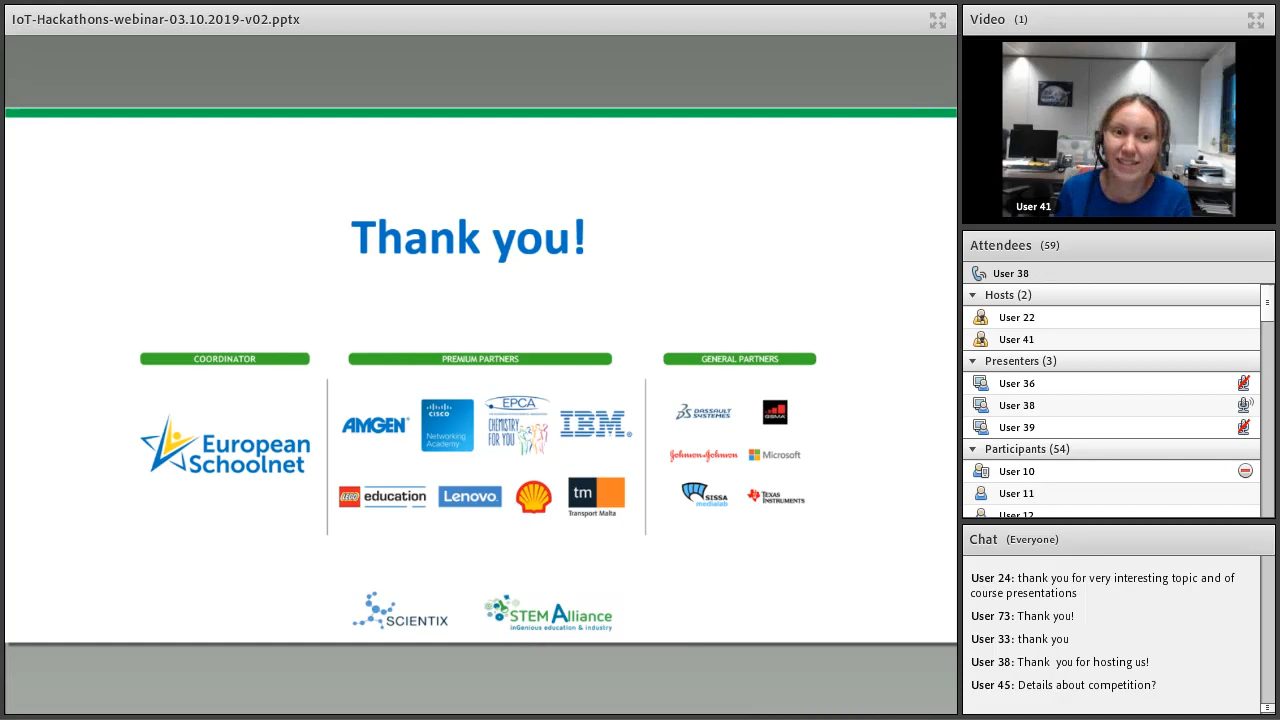 IoT-Hackathons-webinar-03.10.2019-v02.pptx
Thank you!
COORDINATOR
PREMIUM PARTNERS
GENERAL PARTNERS
European
Schoolnet
AMGEN
CISCO
Networking
Academy
EPCA
CHEMISTRY
FOR YOU
IBM
LEGO education
Lenovo
tm
Transport Malta
DASSAULT
SYSTEMES
GSMA
Johnson & Johnson
Microsoft
SISSA
medialab
TEXAS
INSTRUMENTS
SCIENTIX
STEM Alliance
inGenious education & industry
Video (1)
User 41
Attendees (59)
User 38
Hosts (2)
User 22
User 41
Presenters (3)
User 36
User 38
User 39
Participants (54)
User 10
User 11
User 12
Chat (Everyone)
User 24: thank you for very interesting topic and of
course presentations
User 73: Thank you!
User 33: thank you
User 38: Thank you for hosting us!
User 45: Details about competition?